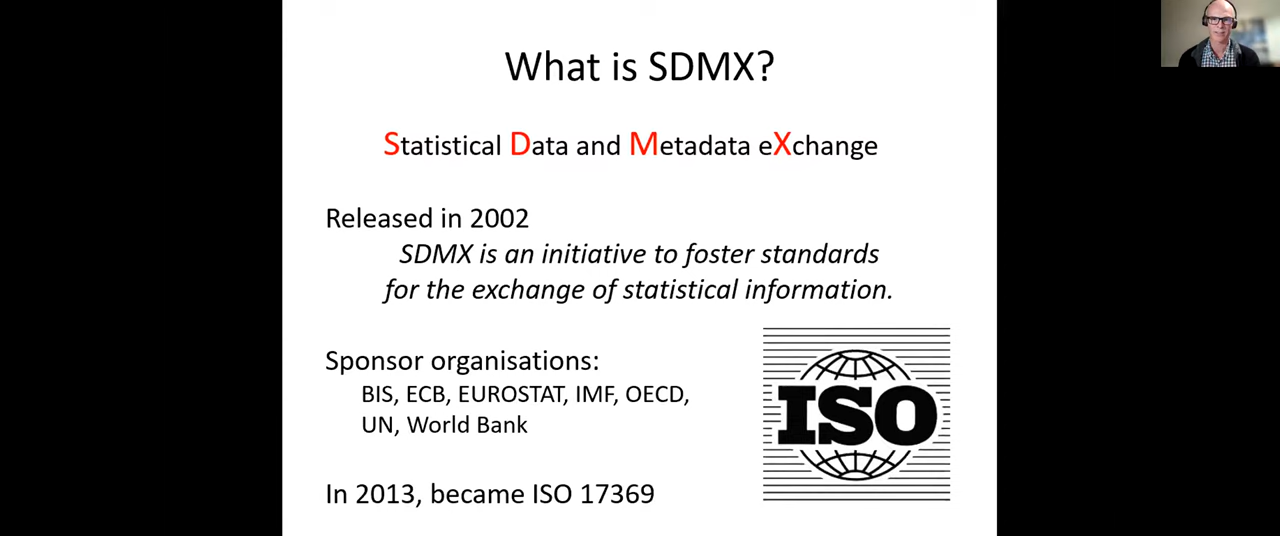 What is SDMX?
Statistical Data and Metadata eXchange
Released in 2002
SDMX is an initiative to foster standards
for the exchange of statistical information.
Sponsor organisations:
BIS, ECB, EUROSTAT, IMF, OECD,
UN, World Bank
ISO
In 2013, became ISO 17369